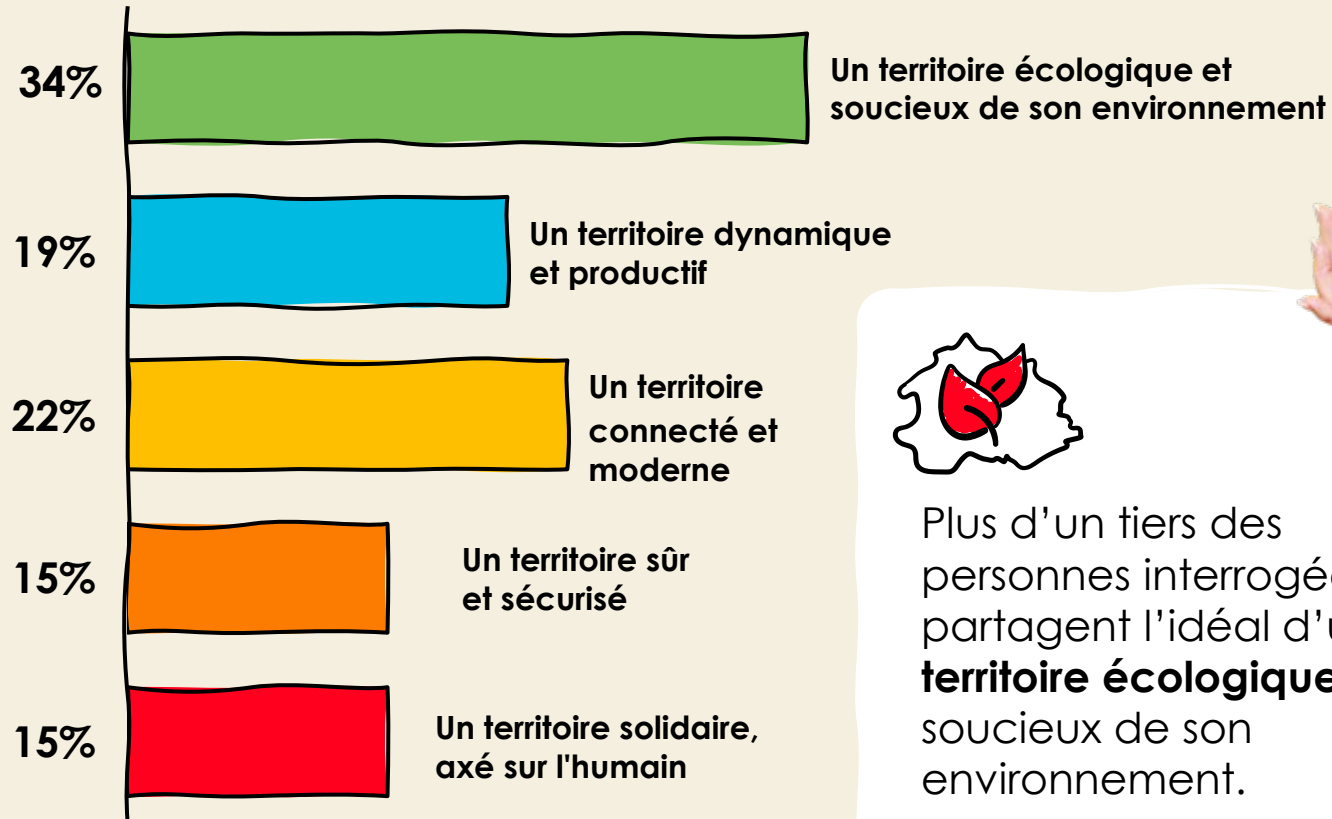 34%
Un territoire écologique et
soucieux de son environnement
19%
Un territoire dynamique
et productif
22%
Un territoire
connecté et
moderne
15%
Un territoire sûr
et sécurisé
15%
Un territoire solidaire,
axé sur l'humain
Plus d'un tiers des
personnes
partagent l'idéal
territoire écologique
soucieux de son
environnement.